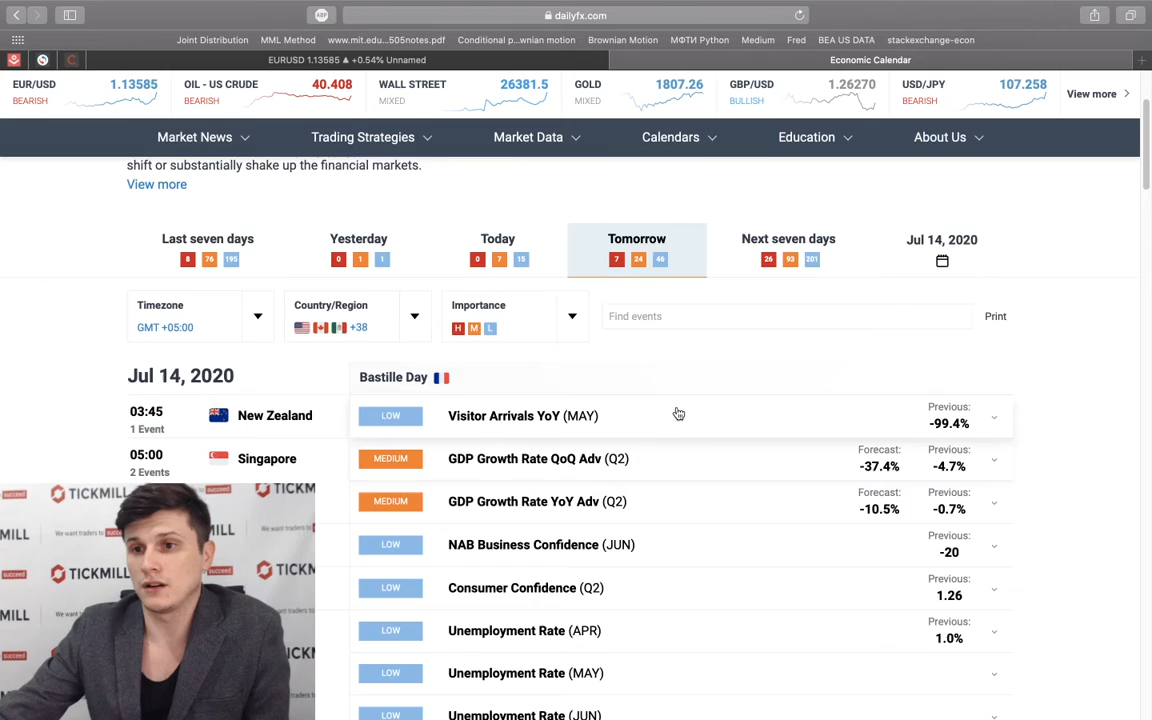 ABP
dailyfx.com
Joint Distribution MML Method www.mit.edu...505notes.pdf Conditional p...wnian motion Brownian Motion МФТИ Python Medium Fred BEA US DATA stackexchange-econ
EURUSD 1.13585 ▲ +0.54% Unnamed Economic Calendar
EUR/USD 1.13585 OIL - US CRUDE 40.408 WALL STREET 26381.5 GOLD 1807.26 GBP/USD 1.26270 USD/JPY 107.258 View more
BEARISH BEARISH MIXED MIXED BULLISH BEARISH
Market News Trading Strategies Market Data Calendars Education About Us
shift or substantially shake up the financial markets.
View more
Last seven days Yesterday Today Tomorrow Next seven days Jul 14, 2020
8 76 195 0 1 1 0 7 15 7 24 46 26 93 201
Timezone Country/Region Importance
GMT +05:00 +38 H M L Find events Print
Jul 14, 2020 Bastille Day
03:45 New Zealand LOW Visitor Arrivals YoY (MAY) Previous:
1 Event -99.4%
05:00 Singapore MEDIUM GDP Growth Rate QoQ Adv (Q2) Forecast: Previous:
2 Events -37.4% -4.7%
MEDIUM GDP Growth Rate YoY Adv (Q2) Forecast: Previous:
-10.5% -0.7%
LOW NAB Business Confidence (JUN) Previous:
-20
LOW Consumer Confidence (Q2) Previous:
1.26
LOW Unemployment Rate (APR) Previous:
1.0%
LOW Unemployment Rate (MAY)
LOW Unemployment Rate (JUN)
TICKMILL
We want traders to succeed
TICKMILL